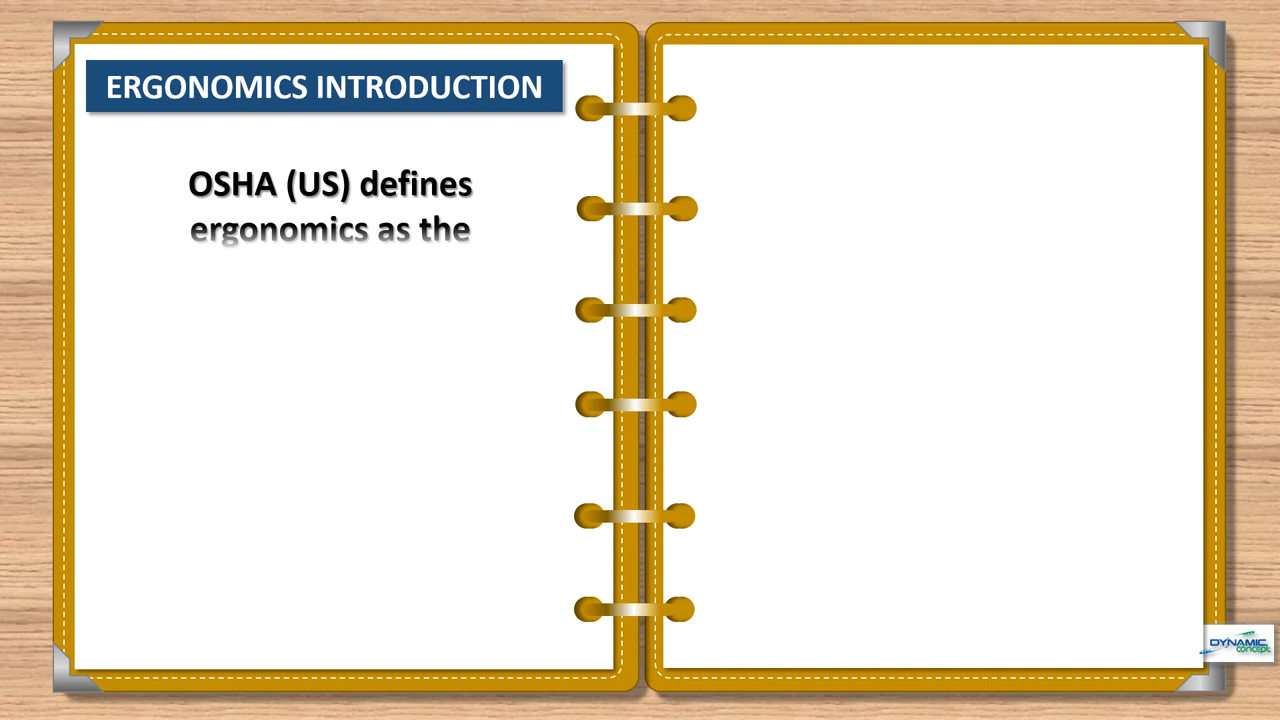 ERGONOMICS INTRODUCTION
OSHA (US) defines
ergonomics as the
DYNAMIC
concept